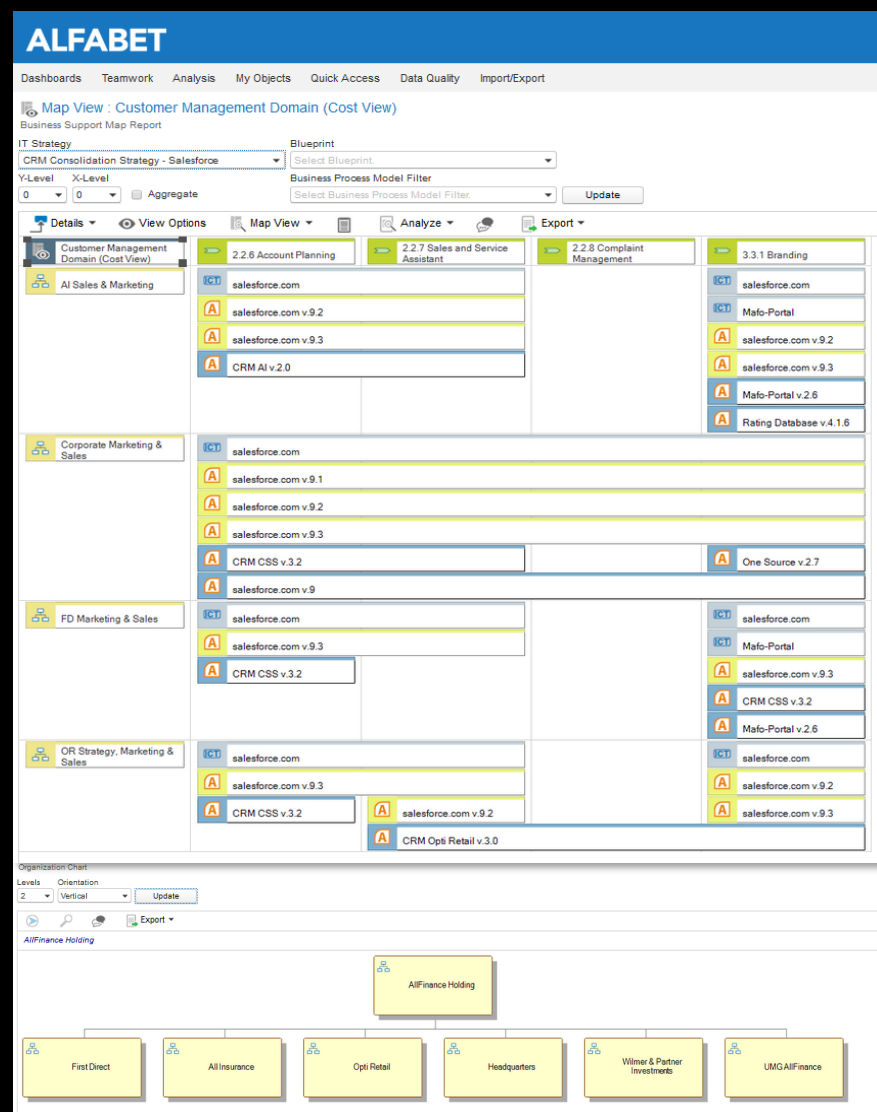 ALFABET
Dashboards Teamwork Analysis My Objects Quick Access Data Quality Import/Export
Map View : Customer Management Domain (Cost View)
Business Support Map Report
IT Strategy Blueprint
CRM Consolidation Strategy - Salesforce Select Blueprint.
Y-Level X-Level Business Process Model Filter
0 0 Aggregate Select Business Process Model Filter. Update
Details View Options Map View Analyze Export
Customer Management
Domain (Cost View)
2.2.6 Account Planning
2.2.7 Sales and Service
Assistant
2.2.8 Complaint
Management
3.3.1 Branding
AI Sales & Marketing
ICT salesforce.com
A salesforce.com v.9.2
A salesforce.com v.9.3
A CRM AI v.2.0
ICT salesforce.com
ICT Mafo-Portal
A salesforce.com v.9.2
A salesforce.com v.9.3
A Mafo-Portal v.2.6
A Rating Database v.4.1.6
Corporate Marketing &
Sales
ICT salesforce.com
A salesforce.com v.9.1
A salesforce.com v.9.2
A salesforce.com v.9.3
A CRM CSS v.3.2
A One Source v.2.7
A salesforce.com v.9
FD Marketing & Sales
ICT salesforce.com
A salesforce.com v.9.3
A CRM CSS v.3.2
ICT salesforce.com
ICT Mafo-Portal
A salesforce.com v.9.3
A CRM CSS v.3.2
A Mafo-Portal v.2.6
OR Strategy, Marketing &
Sales
ICT salesforce.com
A salesforce.com v.9.3
A CRM CSS v.3.2
A salesforce.com v.9.2
A CRM Opti Retail v.3.0
ICT salesforce.com
A salesforce.com v.9.2
A salesforce.com v.9.3
Organization Chart
Levels Orientation
2 Vertical Update
Export
AllFinance Holding
AllFinance Holding
First Direct
All Insurance
Opti Retail
Headquarters
Wilmer & Partner
Investments
UMG AllFinance